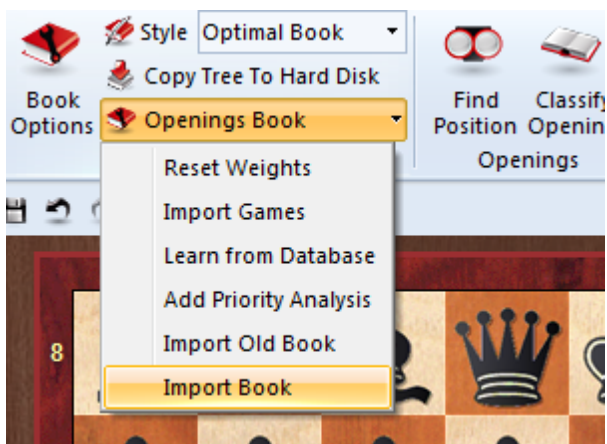 Style Optimal Book
Copy Tree To Hard Disk
Book
Options
Openings Book
Find
Position
Classify
Openings
Reset Weights
Import Games
Learn from Database
Add Priority Analysis
Import Old Book
Import Book
8